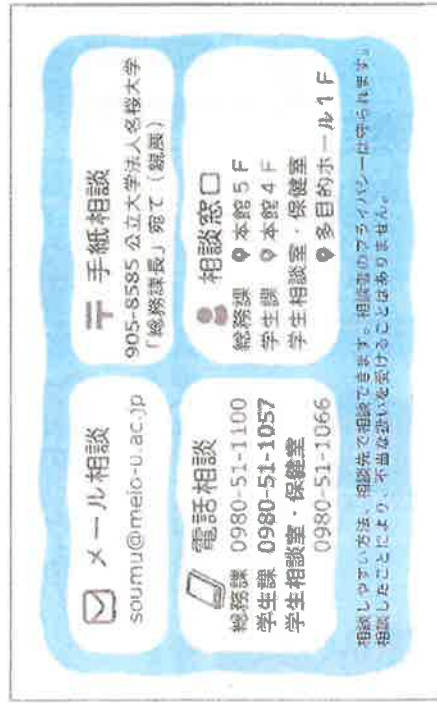 メール相談
soumu@meio-u.ac.jp
〒 手紙相談
905-8585 公立大学法人名桜大学
「総務課長」宛て（親展）
電話相談
総務課 0980-51-1100
学生課 0980-51-1057
学生相談室・保健室
0980-51-1066
相談窓口
総務課 本館5F
学生課 本館4F
学生相談室・保健室
多目的ホール1F
相談しやすい方法、相談先で相談できます。相談者のプライバシーは守られます。
相談したことにより、不当な扱いを受けることはありません。